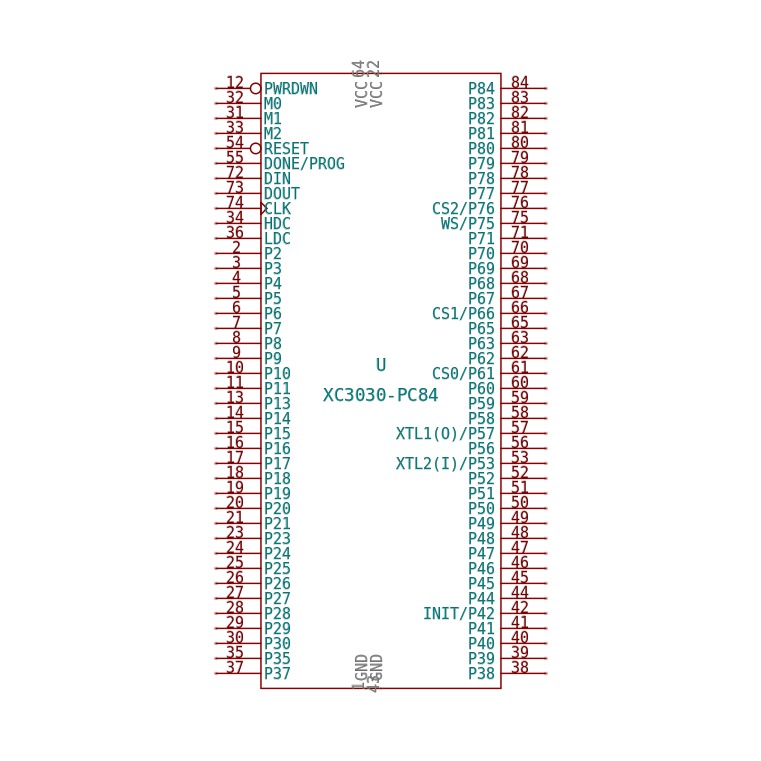 VCC 64
VCC 22
12 PWRDWN P84 84
32 M0 P83 83
31 M1 P82 82
33 M2 P81 81
54 RESET P80 80
55 DONE/PROG P79 79
72 DIN P78 78
73 DOUT P77 77
74 CLK CS2/P76 76
34 HDC WS/P75 75
36 LDC P71 71
2 P2 P70 70
3 P3 P69 69
4 P4 P68 68
5 P5 P67 67
6 P6 CS1/P66 66
7 P7 P65 65
8 P8 P63 63
9 P9 P62 62
U
10 P10 CS0/P61 61
11 P11 P60 60
XC3030-PC84
13 P13 P59 59
14 P14 P58 58
15 P15 XTL1(O)/P57 57
16 P16 P56 56
17 P17 XTL2(I)/P53 53
18 P18 P52 52
19 P19 P51 51
20 P20 P50 50
21 P21 P49 49
23 P23 P48 48
24 P24 P47 47
25 P25 P46 46
26 P26 P45 45
27 P27 P44 44
28 P28 INIT/P42 42
29 P29 P41 41
30 P30 P40 40
35 P35 P39 39
37 P37 P38 38
1 GND
43 GND